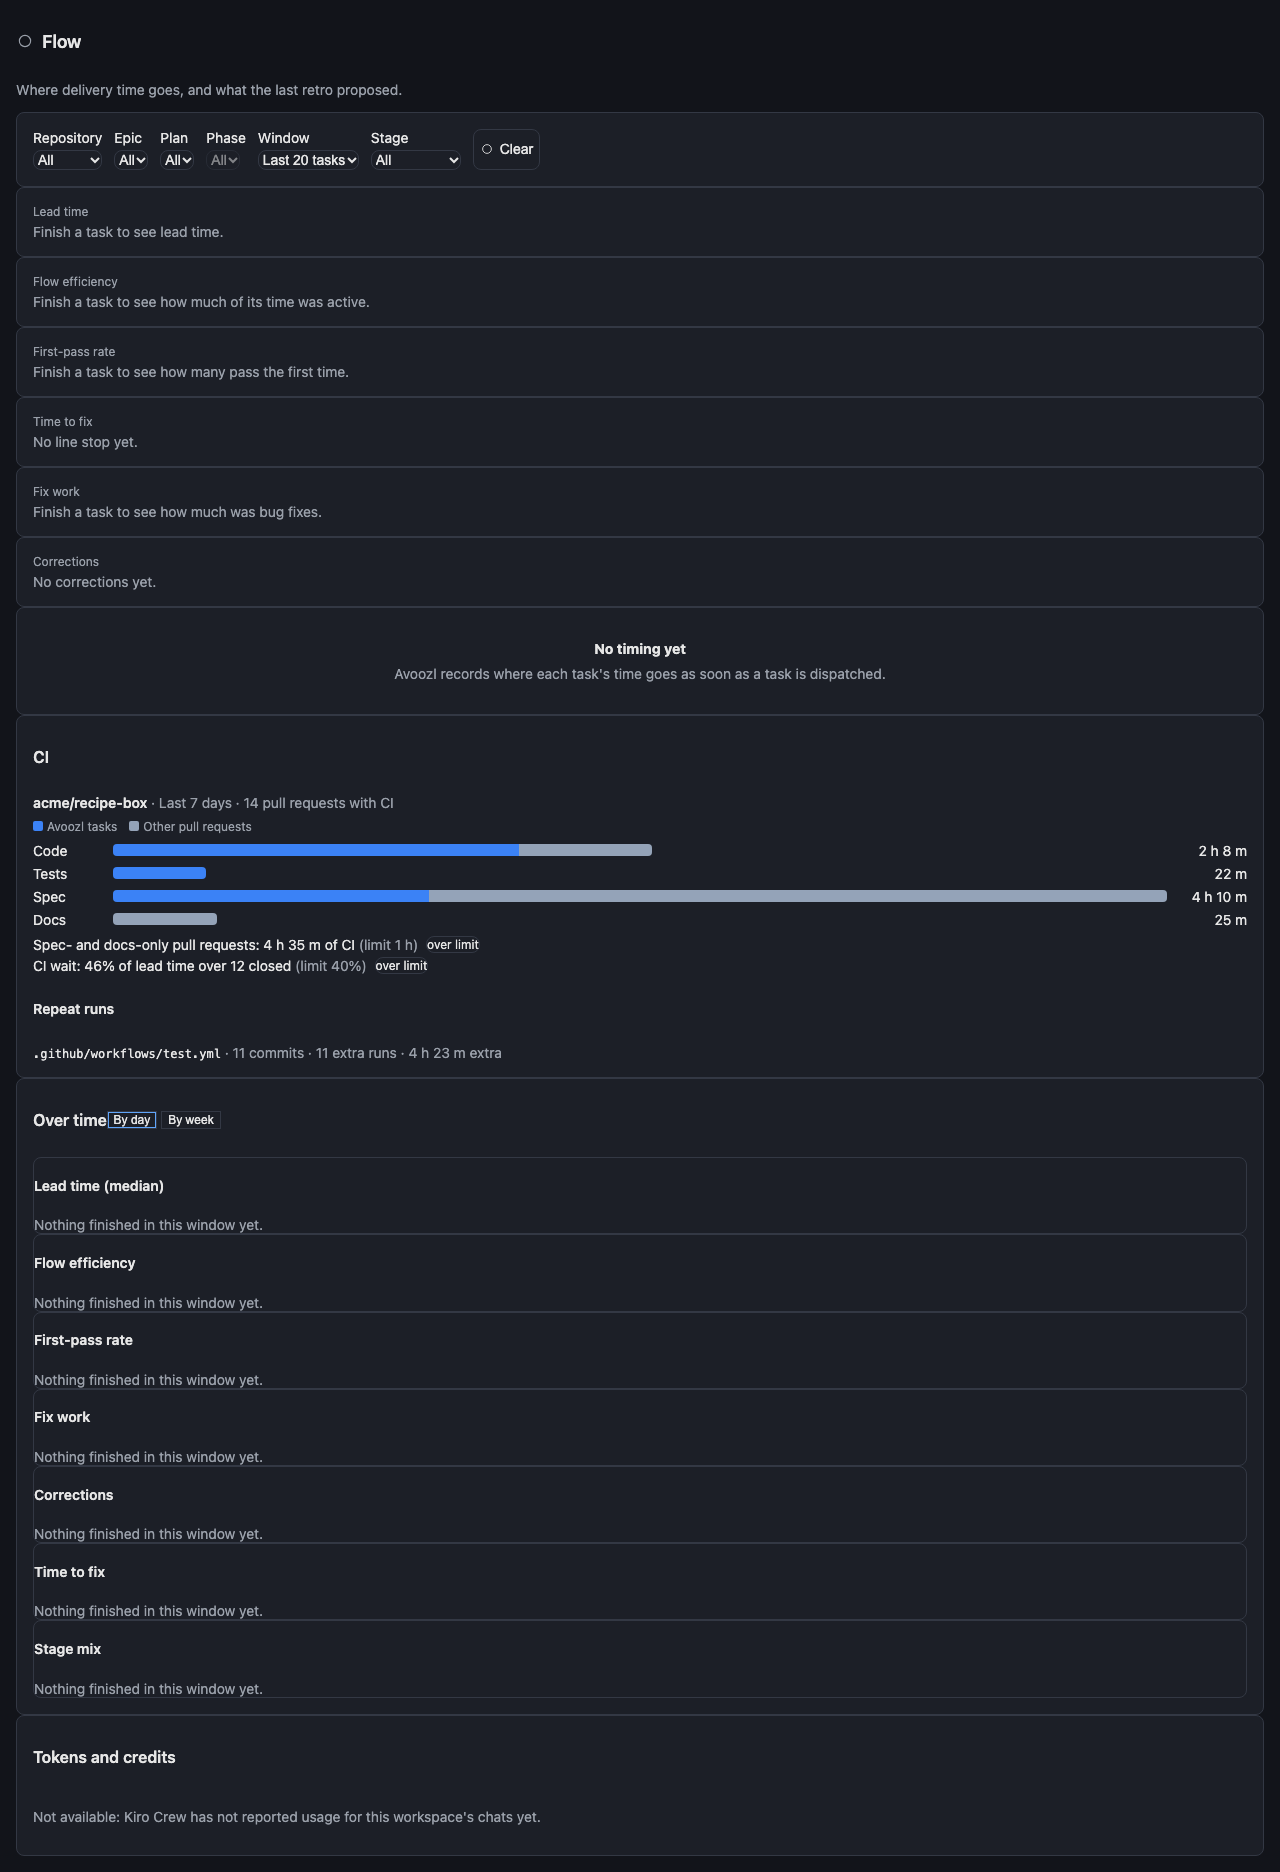 Flow
Where delivery time goes, and what the last retro proposed.
Repository Epic Plan Phase Window Stage
All All All All Last 20 tasks All Clear
Lead time
Finish a task to see lead time.
Flow efficiency
Finish a task to see how much of its time was active.
First-pass rate
Finish a task to see how many pass the first time.
Time to fix
No line stop yet.
Fix work
Finish a task to see how much was bug fixes.
Corrections
No corrections yet.
No timing yet
Avoozl records where each task's time goes as soon as a task is dispatched.
CI
acme/recipe-box · Last 7 days · 14 pull requests with CI
Avoozl tasks Other pull requests
Code 2 h 8 m
Tests 22 m
Spec 4 h 10 m
Docs 25 m
Spec- and docs-only pull requests: 4 h 35 m of CI (limit 1 h) over limit
CI wait: 46% of lead time over 12 closed (limit 40%) over limit
Repeat runs
.github/workflows/test.yml · 11 commits · 11 extra runs · 4 h 23 m extra
Over time By day By week
Lead time (median)
Nothing finished in this window yet.
Flow efficiency
Nothing finished in this window yet.
First-pass rate
Nothing finished in this window yet.
Fix work
Nothing finished in this window yet.
Corrections
Nothing finished in this window yet.
Time to fix
Nothing finished in this window yet.
Stage mix
Nothing finished in this window yet.
Tokens and credits
Not available: Kiro Crew has not reported usage for this workspace's chats yet.